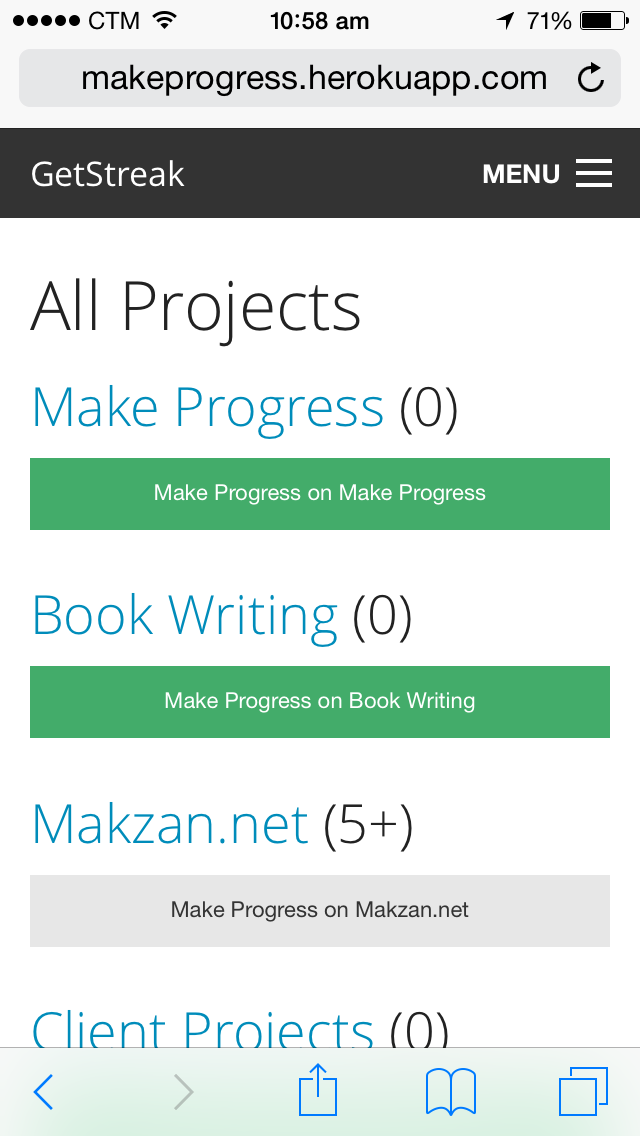 CTM 10:58 am 71%
makeprogress.herokuapp.com
GetStreak MENU
All Projects
Make Progress (0)
Make Progress on Make Progress
Book Writing (0)
Make Progress on Book Writing
Makzan.net (5+)
Make Progress on Makzan.net
Client Projects (0)